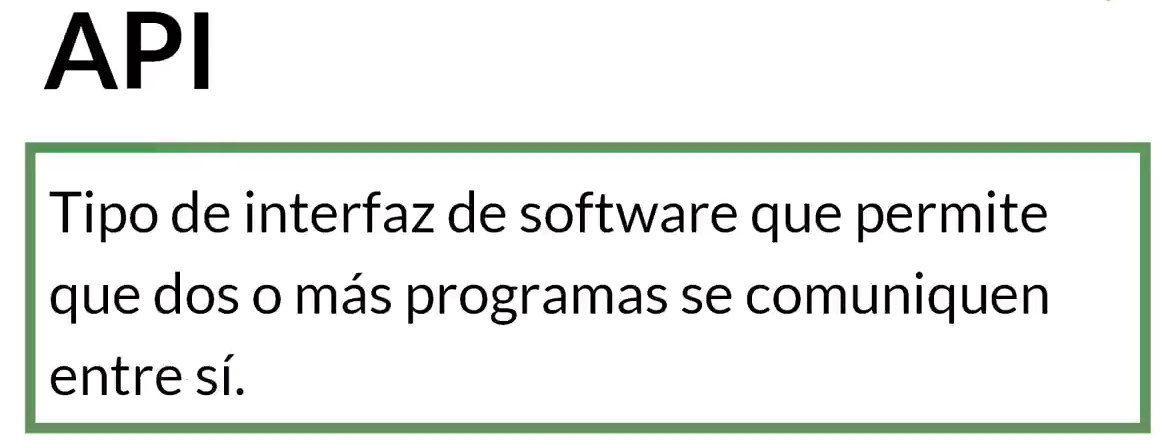 API
Tipo de interfaz de software que permite
que dos o más programas se comuniquen
entre sí.